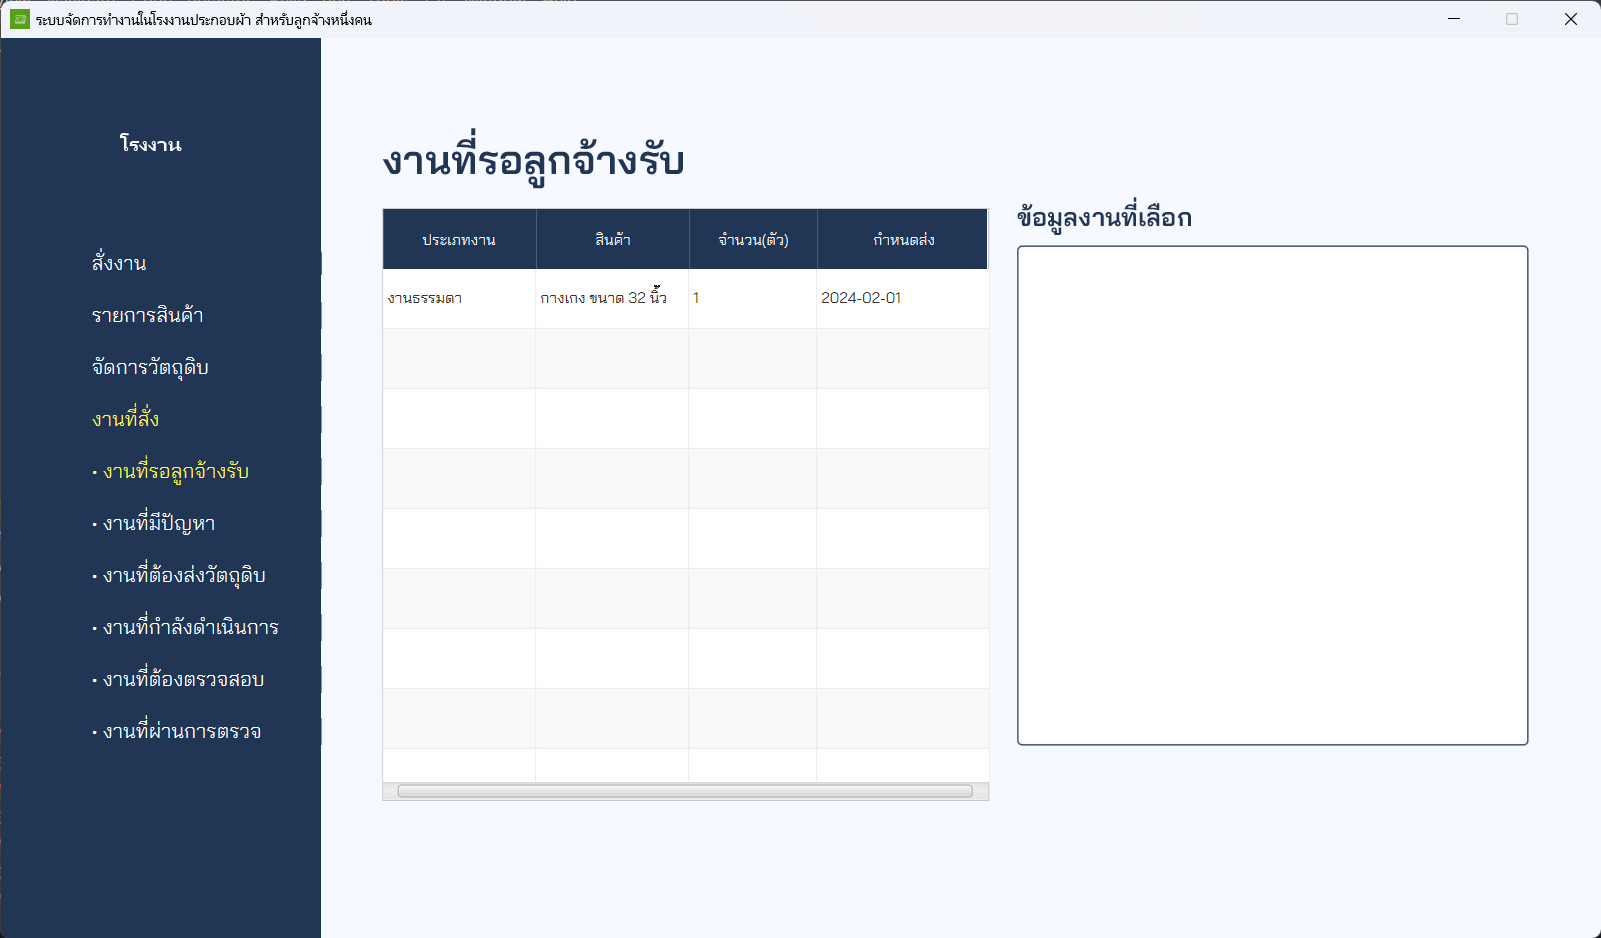 ระบบจัดการทำงานในโรงงานประกอบผ้า สำหรับลูกจ้างหนึ่งคน
โรงงาน
สั่งงาน
รายการสินค้า
จัดการวัตถุดิบ
งานที่สั่ง
• งานที่รอลูกจ้างรับ
• งานที่มีปัญหา
• งานที่ต้องส่งวัตถุดิบ
• งานที่กำลังดำเนินการ
• งานที่ต้องตรวจสอบ
• งานที่ผ่านการตรวจ
งานที่รอลูกจ้างรับ
ประเภทงาน สินค้า จำนวน(ตัว) กำหนดส่ง
งานธรรมดา กางเกง ขนาด 32 นิ้ว 1 2024-02-01
ข้อมูลงานที่เลือก